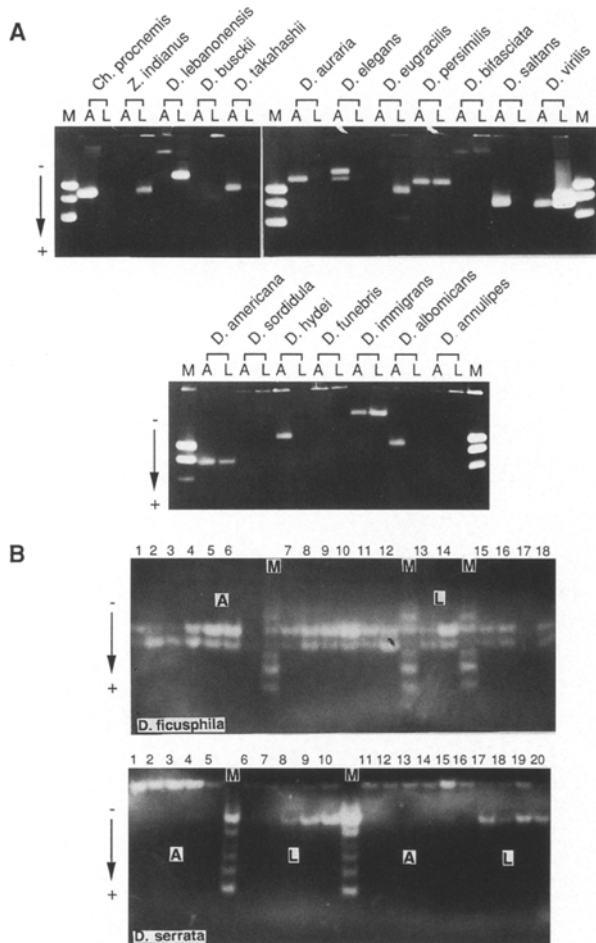 A
Ch. procnemis Z. indianus D. lebanonensis D. busckii D. takahashii D. auraria D. elegans D. eugracilis D. persimilis D. bifasciata D. saltans D. virilis
M A L A L A L A L A L A L A L A L A L A L A L A L M
-
+
D. americana D. sordidula D. hydei D. funebris D. immigrans D. albomicans D. annulipes
M A L A L A L A L A L A L A L M
-
+
B
1 2 3 4 5 6 M 7 8 9 10 11 12 M 13 14 M 15 16 17 18
A L
-
+
D. ficusphila
1 2 3 4 5 M 6 7 8 9 10 M 11 12 13 14 15 16 17 18 19 20
-
A L A L
+
D. serrata